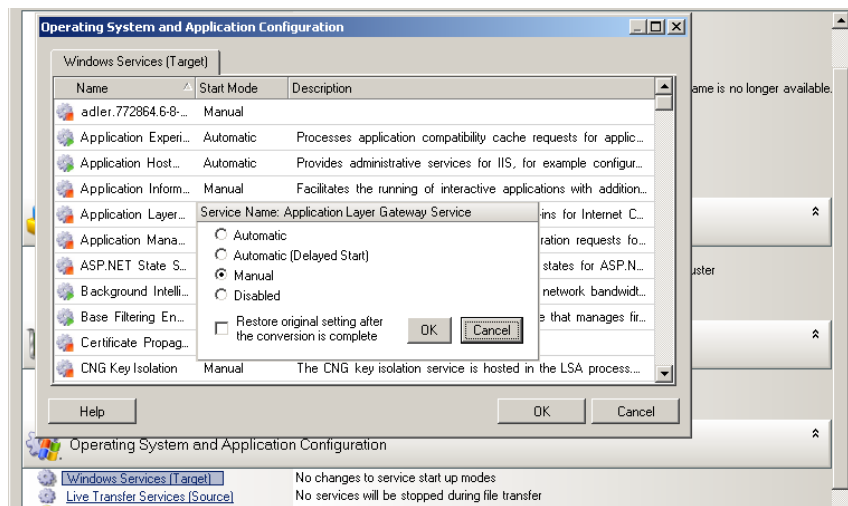 Operating System and Application Configuration
Windows Services (Target)
Name Start Mode Description
ame is no longer available.
adler.772864.6-8-... Manual
Application Experi... Automatic Processes application compatibility cache requests for applic...
Application Host... Automatic Provides administrative services for IIS, for example configur...
Application Inform... Manual Facilitates the running of interactive applications with addition...
Application Layer... Service Name: Application Layer Gateway Service -ins for Internet C...
Automatic
Application Mana... ration requests fo...
Automatic (Delayed Start)
ASP.NET State S... states for ASP.N...
uster
Manual
Background Intelli... network bandwidt...
Disabled
Base Filtering En... e that manages fir...
Restore original setting after
the conversion is complete
OK Cancel
Certificate Propag...
CNG Key Isolation Manual The CNG key isolation service is hosted in the LSA process....
Help OK Cancel
Operating System and Application Configuration
Windows Services (Target) No changes to service start up modes
Live Transfer Services (Source) No services will be stopped during file transfer